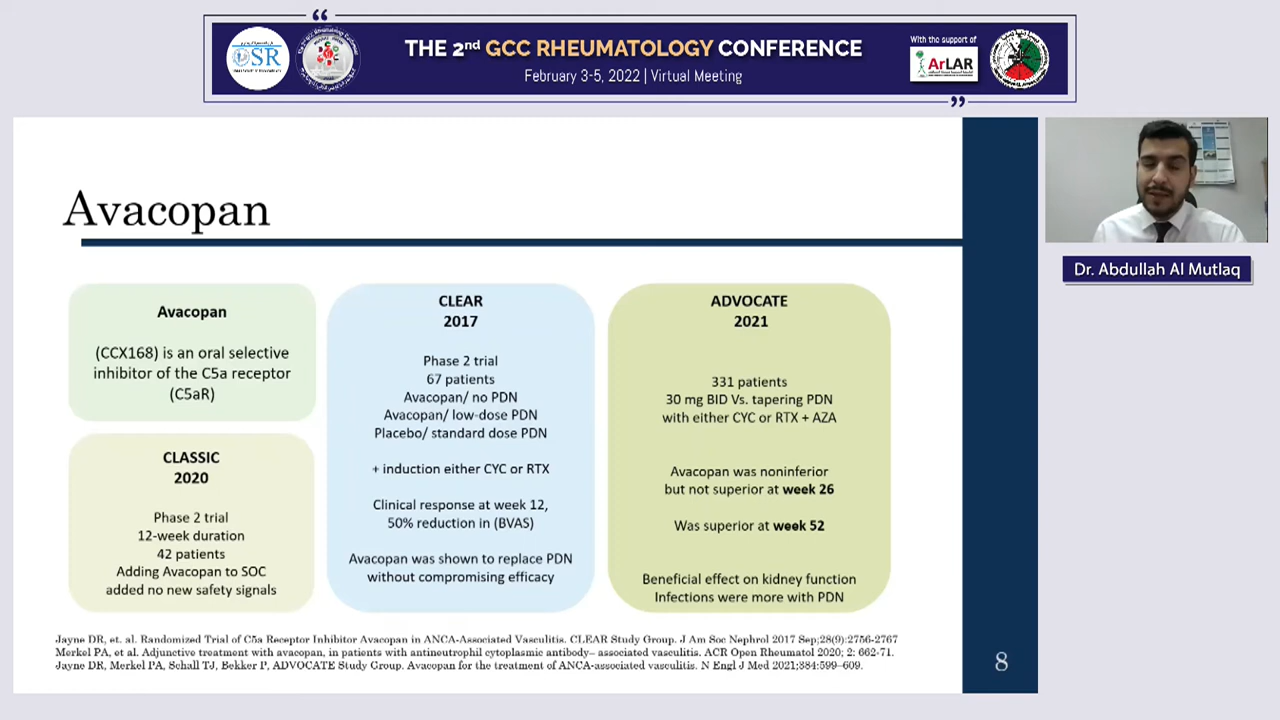 “
THE 2nd GCC RHEUMATOLOGY CONFERENCE
February 3-5, 2022 | Virtual Meeting
OSR
With the support of
ArLAR
”
Avacopan
Dr. Abdullah Al Mutlaq
Avacopan
(CCX168) is an oral selective
inhibitor of the C5a receptor
(C5aR)
CLASSIC
2020
Phase 2 trial
12-week duration
42 patients
Adding Avacopan to SOC
added no new safety signals
CLEAR
2017
Phase 2 trial
67 patients
Avacopan/ no PDN
Avacopan/ low-dose PDN
Placebo/ standard dose PDN
+ induction either CYC or RTX
Clinical response at week 12,
50% reduction in (BVAS)
Avacopan was shown to replace PDN
without compromising efficacy
ADVOCATE
2021
331 patients
30 mg BID Vs. tapering PDN
with either CYC or RTX + AZA
Avacopan was noninferior
but not superior at week 26
Was superior at week 52
Beneficial effect on kidney function
Infections were more with PDN
Jayne DR, et. al. Randomized Trial of C5a Receptor Inhibitor Avacopan in ANCA-Associated Vasculitis. CLEAR Study Group. J Am Soc Nephrol 2017 Sep;28(9):2756-2767
Merkel PA, et al. Adjunctive treatment with avacopan, in patients with antineutrophil cytoplasmic antibody– associated vasculitis. ACR Open Rheumatol 2020; 2: 662-71.
Jayne DR, Merkel PA, Schall TJ, Bekker P, ADVOCATE Study Group. Avacopan for the treatment of ANCA-associated vasculitis. N Engl J Med 2021;384:599–609.
8